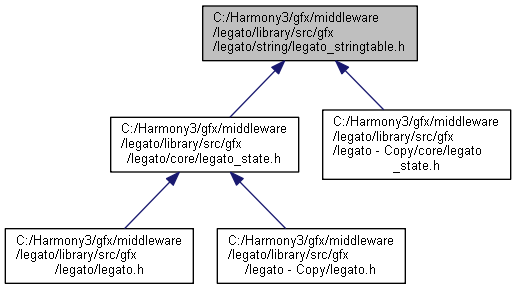 C:/Harmony3/gfx/middleware
/legato/library/src/gfx
/legato/string/legato_stringtable.h
C:/Harmony3/gfx/middleware
/legato/library/src/gfx
/legato/core/legato_state.h
C:/Harmony3/gfx/middleware
/legato/library/src/gfx
/legato - Copy/core/legato
_state.h
C:/Harmony3/gfx/middleware
/legato/library/src/gfx
/legato/legato.h
C:/Harmony3/gfx/middleware
/legato/library/src/gfx
/legato - Copy/legato.h